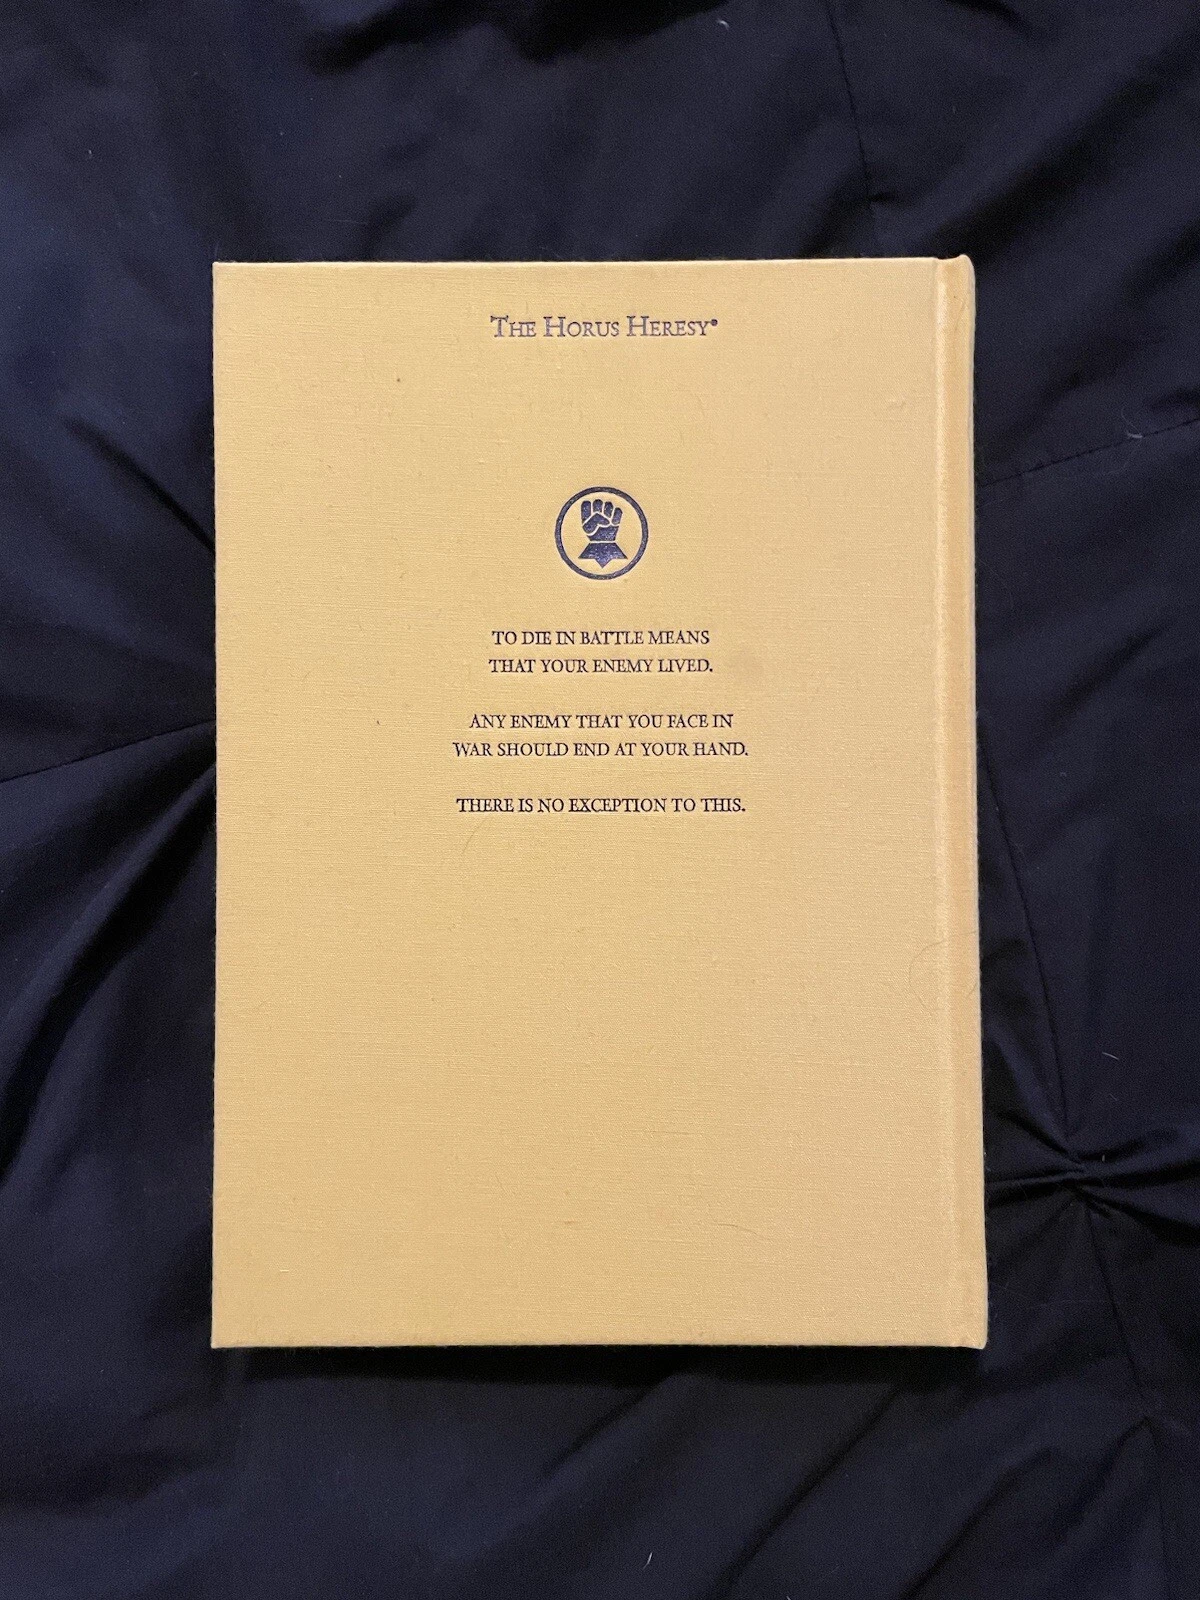 The Horus Heresy®
TO DIE IN BATTLE MEANS
THAT YOUR ENEMY LIVED.
ANY ENEMY THAT YOU FACE IN
WAR SHOULD END AT YOUR HAND.
THERE IS NO EXCEPTION TO THIS.